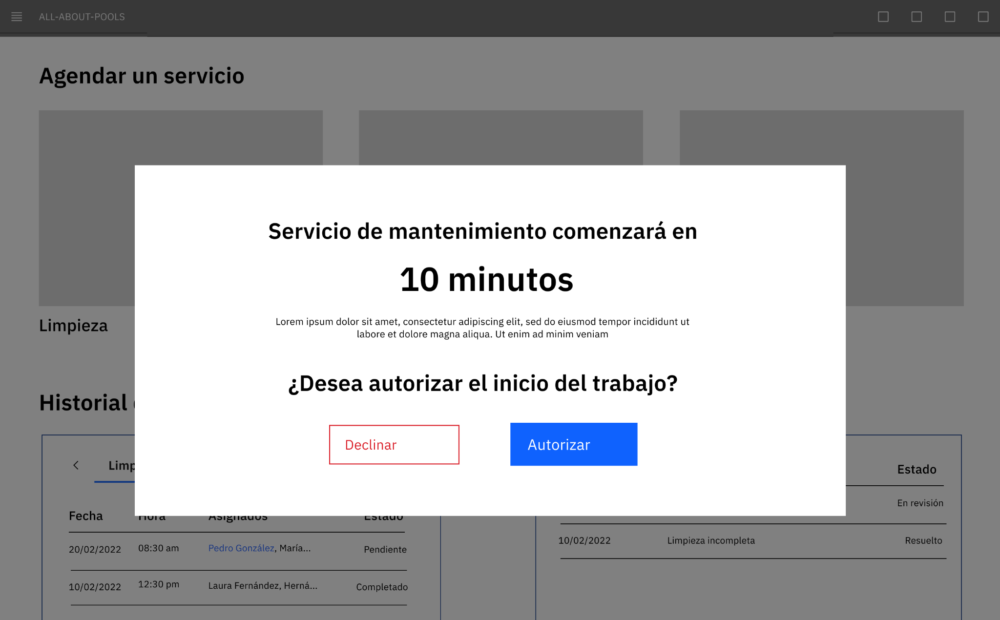 ALL-ABOUT-POOLS
Agendar un servicio
Servicio de mantenimiento comenzará en
10 minutos
Lorem ipsum dolor sit amet, consectetur adipiscing elit, sed do eiusmod tempor incididunt ut
labore et dolore magna aliqua. Ut enim ad minim veniam
¿Desea autorizar el inicio del trabajo?
Declinar Autorizar
Limpieza
Historial
Limp
Fecha Hora Asignados Estado
20/02/2022 08:30 am Pedro González, María...
Pendiente
10/02/2022 12:30 pm Laura Fernández, Herná... Completado
Estado
En revisión
10/02/2022 Limpieza incompleta Resuelto